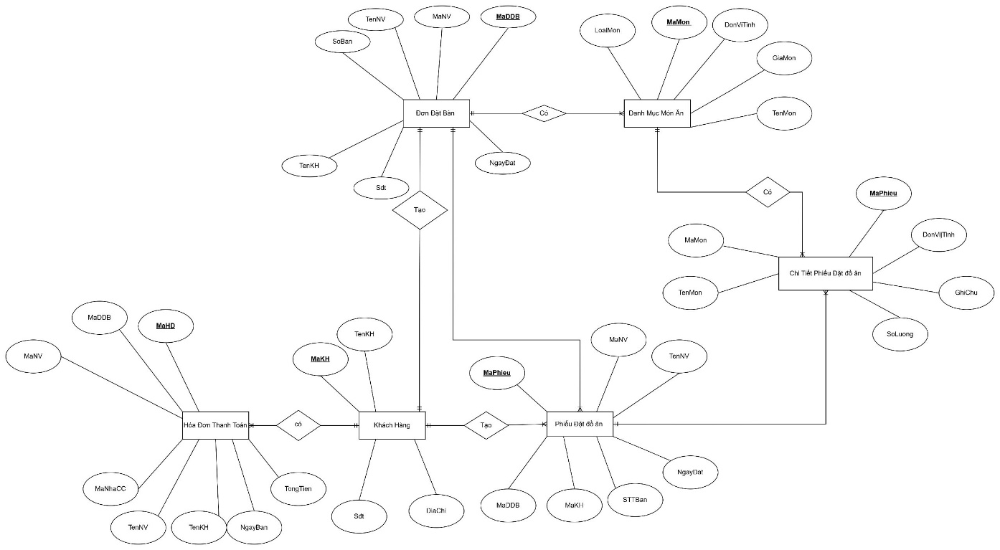 TenNV
MaNV
MaDDB
SoBan
LoaiMon
MaMon
DonViTinh
GiaMon
Đơn Đặt Bàn
Có
Danh Mục Món Ăn
TenMon
TenKH
Sdt
NgayDat
Tạo
Có
MaPhieu
MaMon
DonVijTinh
Chi Tiết Phiếu Đặt đồ ăn
TenMon
GhiChu
SoLuong
MaDDB
MaHD
MaNV
TenKH
MaKH
MaPhieu
MaNV
TenNV
Hóa Đơn Thanh Toán
có
Khách Hàng
Tạo
Phiếu Đặt đồ ăn
MaNhaCC
TongTien
TenNV
TenKH
NgayBan
Sdt
DiaChi
MaDDB
MaKH
STTBan
NgayDat